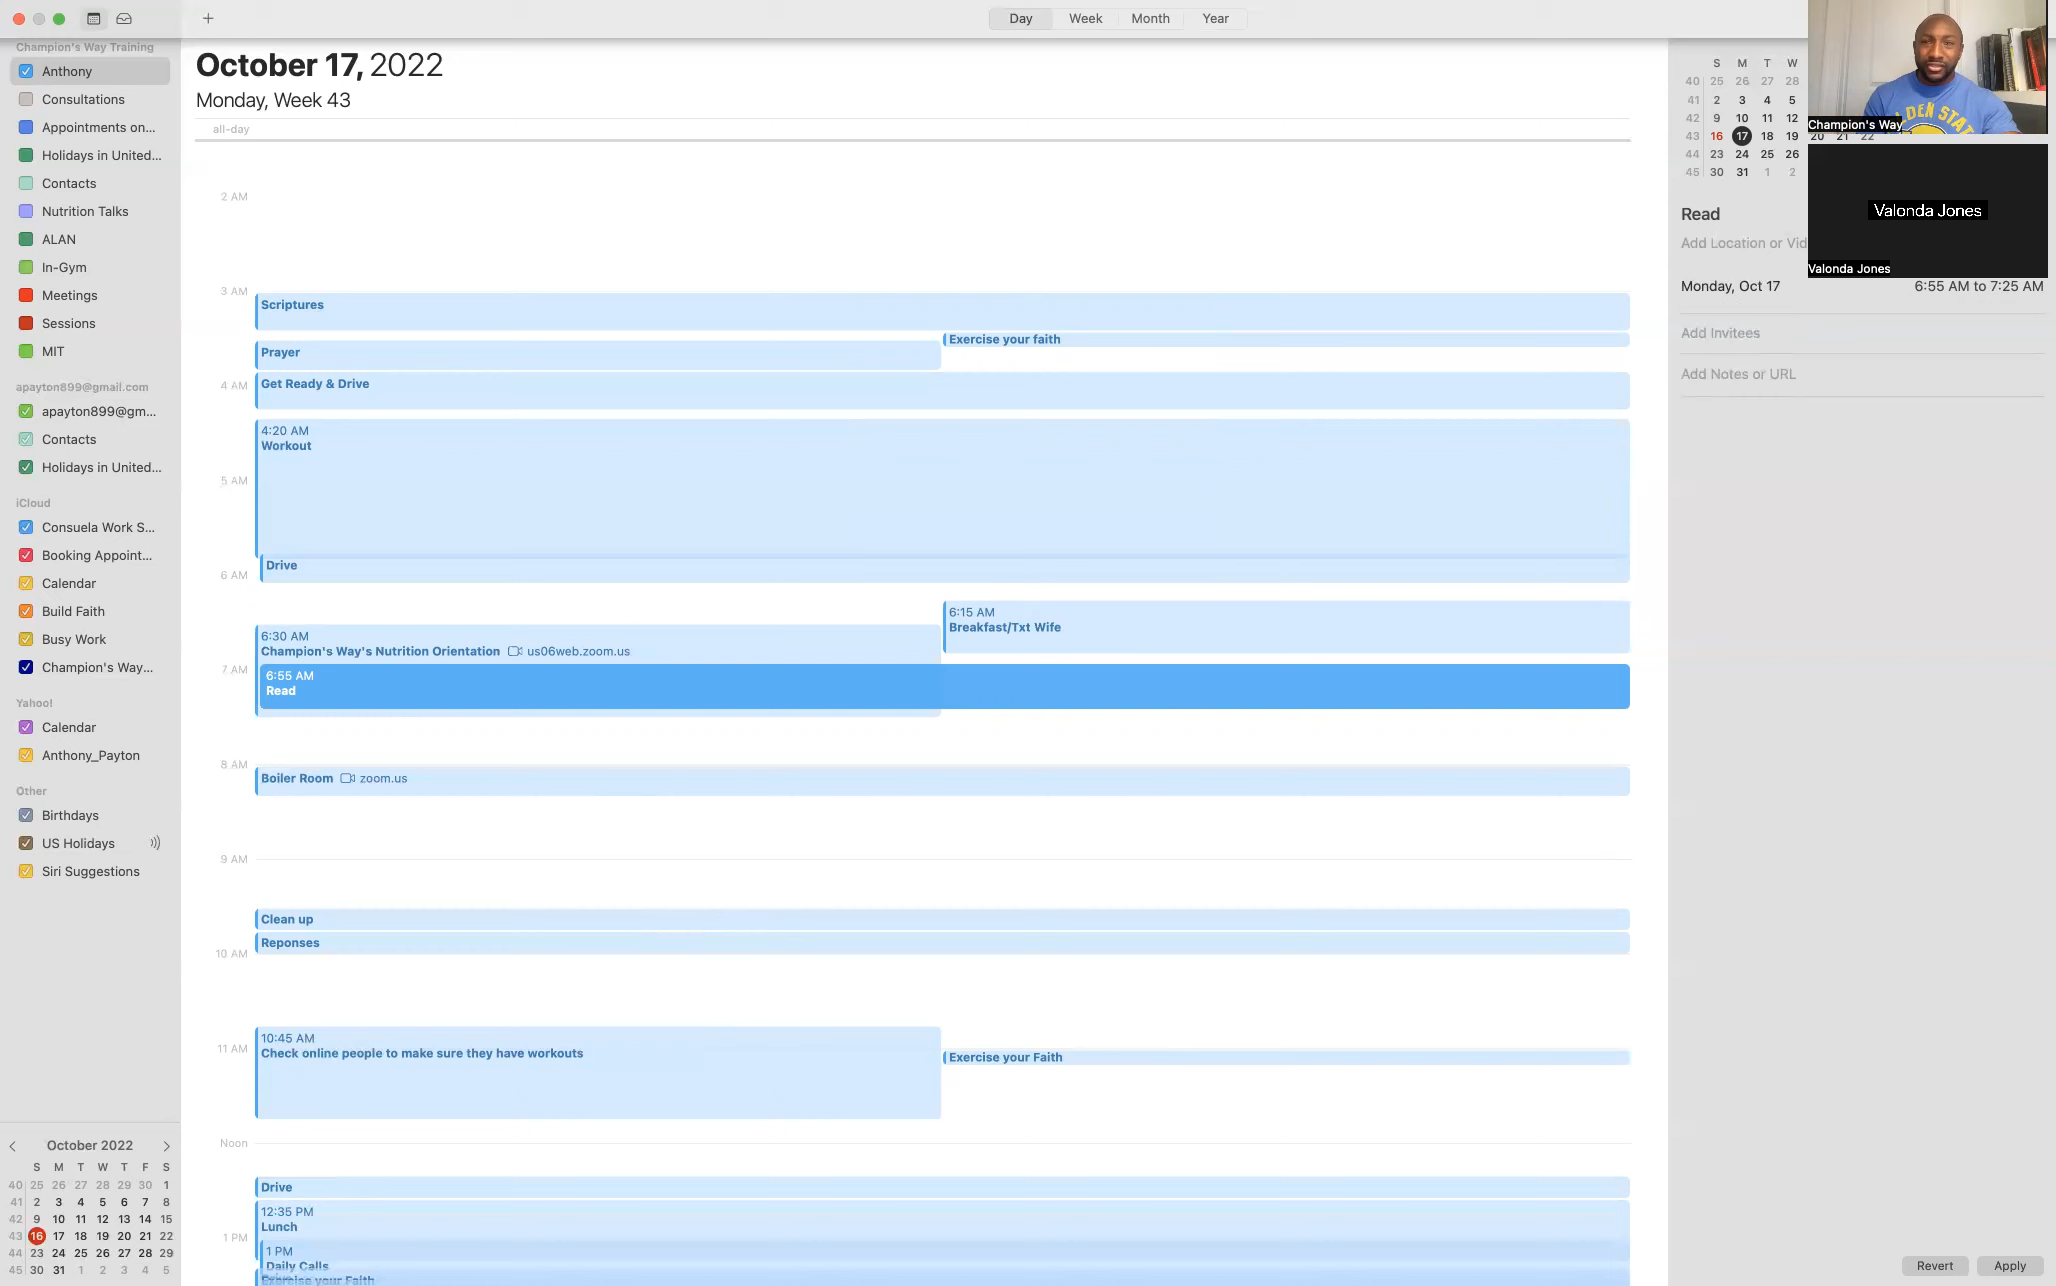 Day
Week
Month
Year
Champion's Way Training
Anthony
Consultations
Appointments on...
Holidays in United...
Contacts
Nutrition Talks
ALAN
In-Gym
Meetings
Sessions
MIT
apayton899@gmail.com
apayton899@gm...
Contacts
Holidays in United...
iCloud
Consuela Work S...
Booking Appoint...
Calendar
Build Faith
Busy Work
Champion's Way...
Yahoo!
Calendar
Anthony_Payton
Other
Birthdays
US Holidays
Siri Suggestions
October 2022
S M T W T F S
40 25 26 27 28 29 30 1
41 2 3 4 5 6 7 8
42 9 10 11 12 13 14 15
43 16 17 18 19 20 21 22
44 23 24 25 26 27 28 29
45 30 31 1 2 3 4 5
October 17, 2022
Monday, Week 43
all-day
2 AM
3 AM
Scriptures
Exercise your faith
Prayer
4 AM
Get Ready & Drive
4:20 AM
Workout
5 AM
Drive
6 AM
6:15 AM
Breakfast/Txt Wife
6:30 AM
Champion's Way's Nutrition Orientation us06web.zoom.us
7 AM
6:55 AM
Read
8 AM
Boiler Room zoom.us
9 AM
Clean up
Reponses
10 AM
10:45 AM
Check online people to make sure they have workouts
11 AM
Exercise your Faith
Noon
Drive
12:35 PM
Lunch
1 PM
1 PM
Daily Calls
Exercise your Faith
S M T W
40 25 26 27 28
41 2 3 4 5
42 9 10 11 12
43 16 17 18 19 20 21 22
44 23 24 25 26
45 30 31 1 2
DEN STA
Champion's Way
Valonda Jones
Valonda Jones
Read
Add Location or Vid
Monday, Oct 17
6:55 AM to 7:25 AM
Add Invitees
Add Notes or URL
Revert
Apply